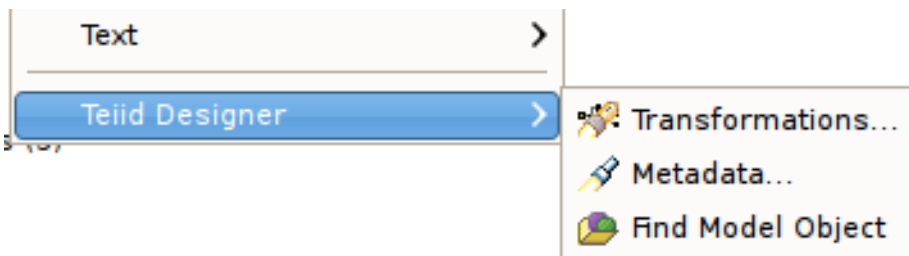 Text
Teiid Designer
Transformations...
Metadata...
Find Model Object